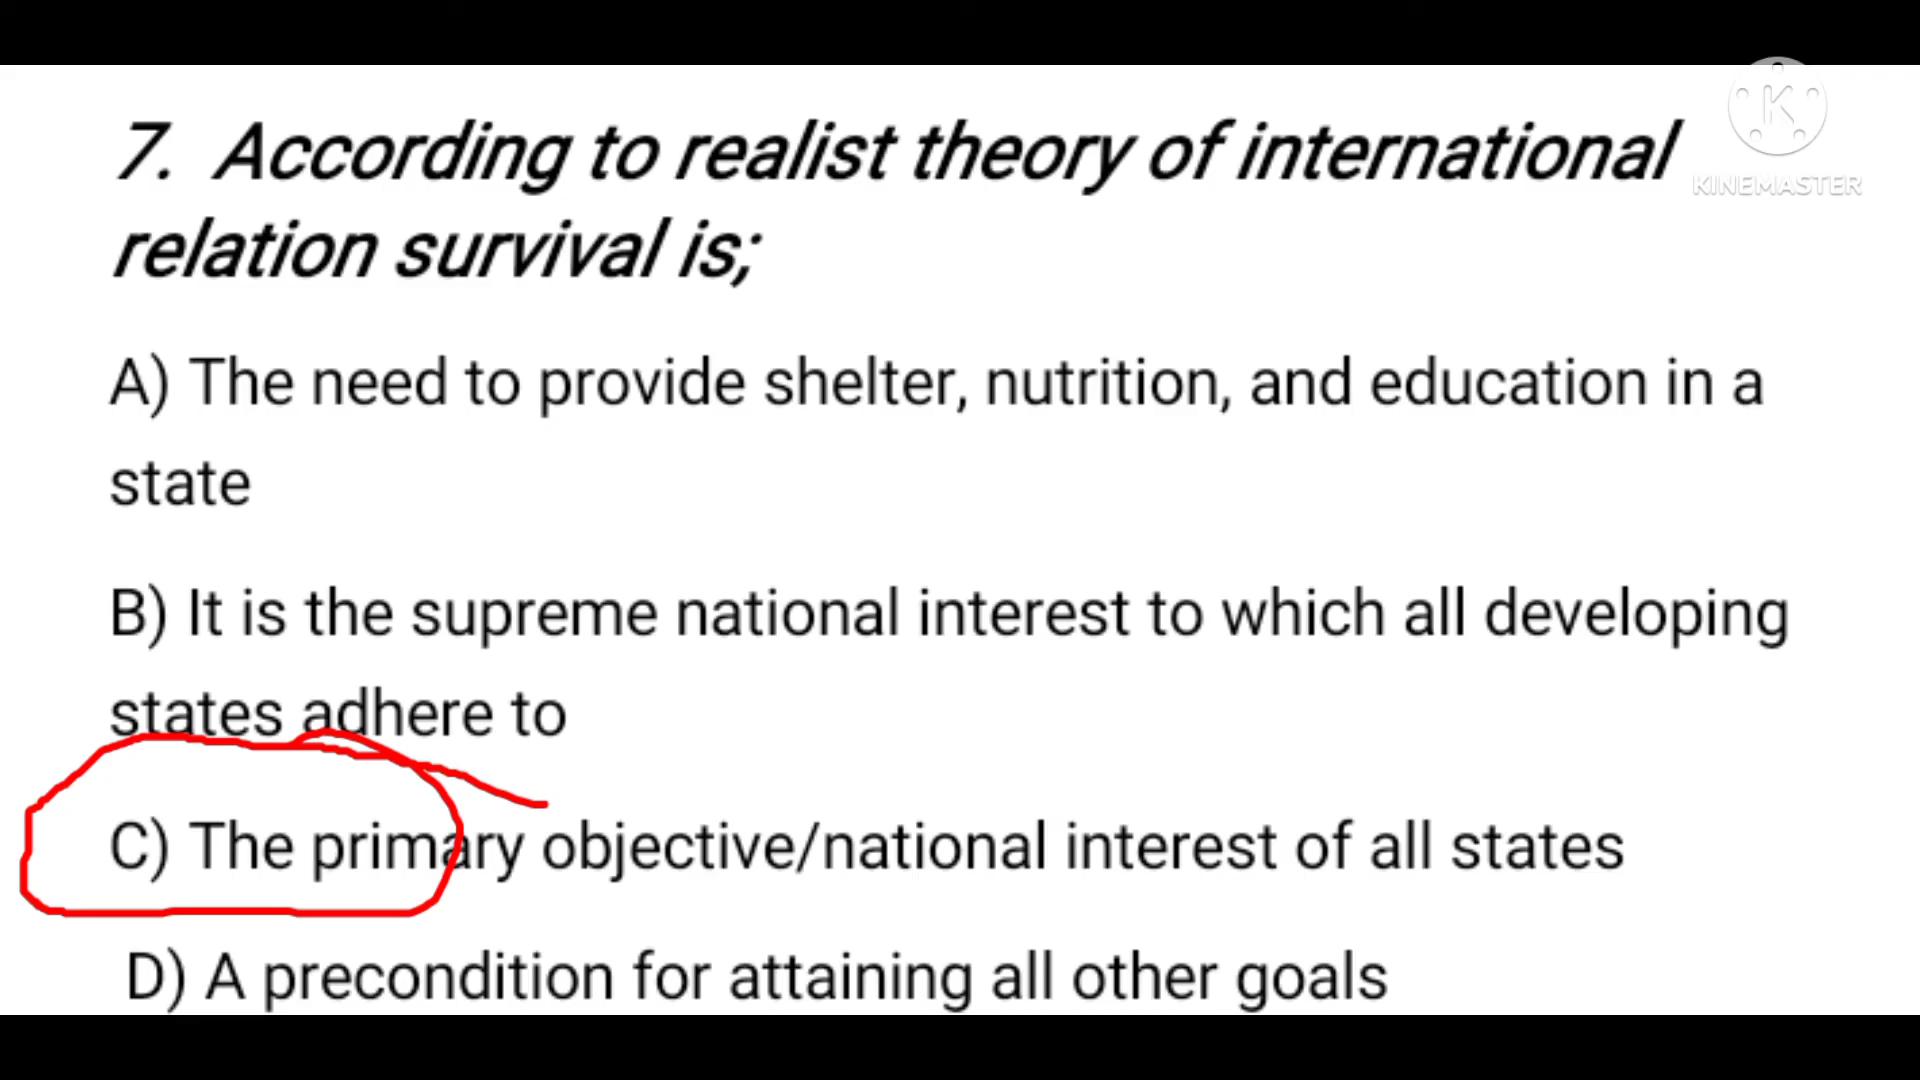 7. According to realist theory of international
relation survival is;
A) The need to provide shelter, nutrition, and education in a
state
B) It is the supreme national interest to which all developing
states adhere to
C) The primary objective/national interest of all states
D) A precondition for attaining all other goals
K
KINEMASTER